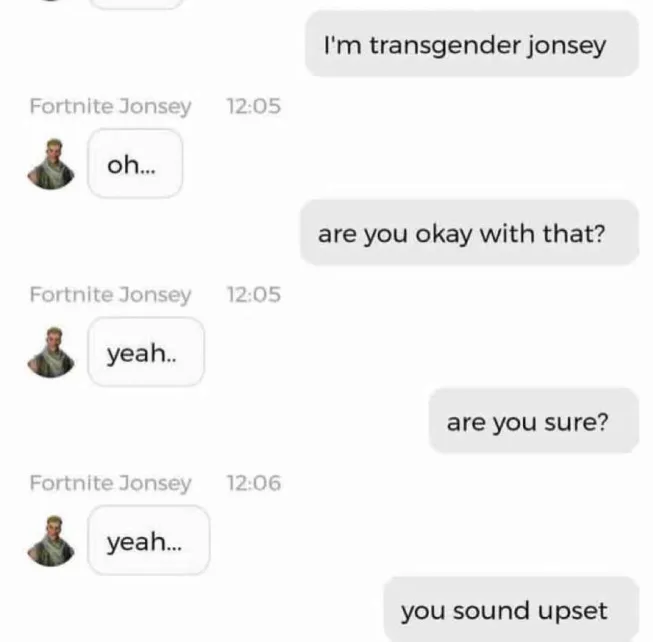 I'm transgender jonsey
Fortnite Jonsey 12:05
oh...
are you okay with that?
Fortnite Jonsey 12:05
yeah..
are you sure?
Fortnite Jonsey 12:06
yeah...
you sound upset